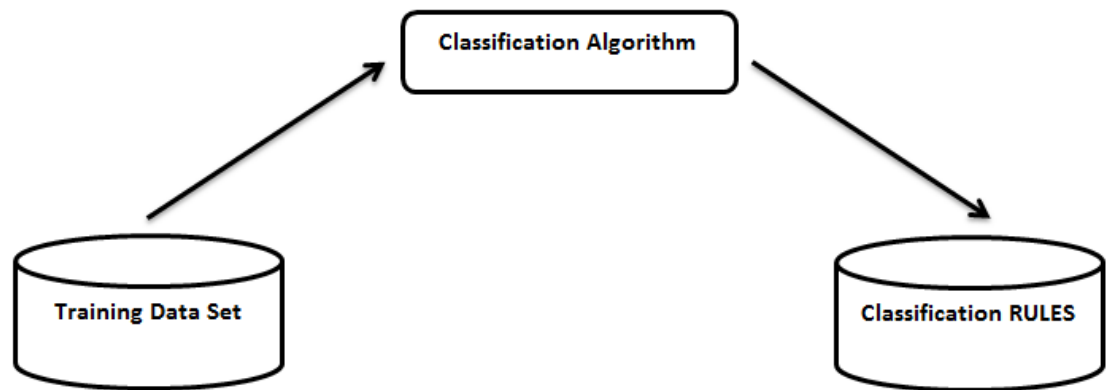 Classification Algorithm
Training Data Set
Classification RULES